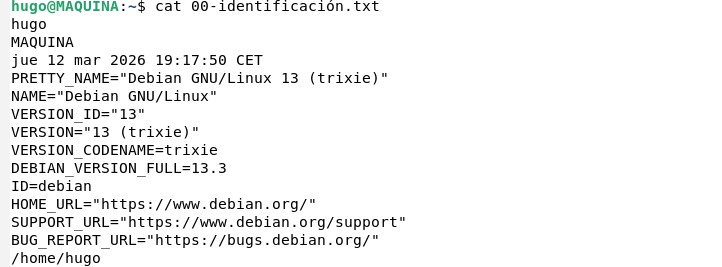 hugo@MAQUINA:~$ cat 00-identificación.txt
hugo
MAQUINA
jue 12 mar 2026 19:17:50 CET
PRETTY_NAME="Debian GNU/Linux 13 (trixie)"
NAME="Debian GNU/Linux"
VERSION_ID="13"
VERSION="13 (trixie)"
VERSION_CODENAME=trixie
DEBIAN_VERSION_FULL=13.3
ID=debian
HOME_URL="https://www.debian.org/"
SUPPORT_URL="https://www.debian.org/support"
BUG_REPORT_URL="https://bugs.debian.org/"
/home/hugo